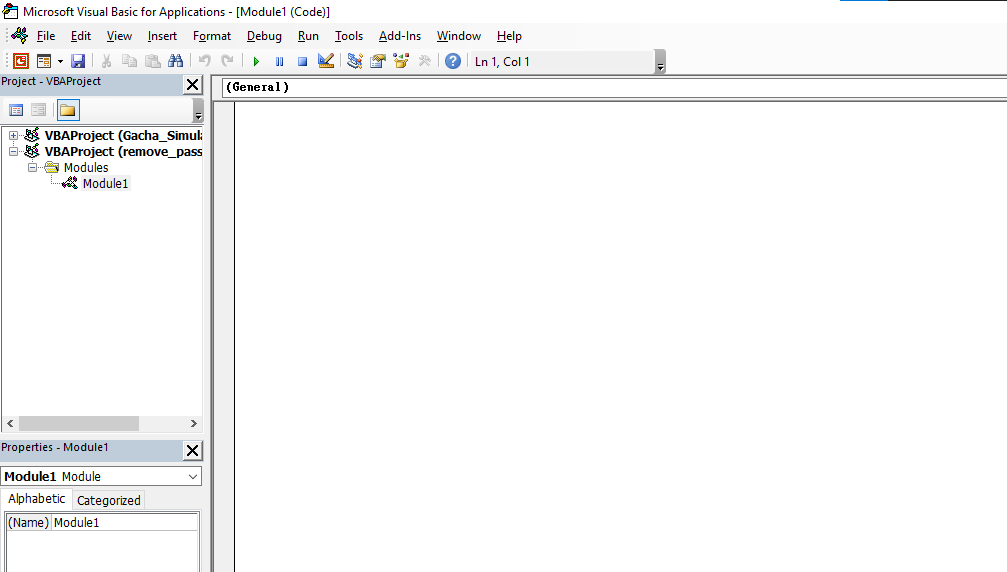 Microsoft Visual Basic for Applications - [Module1 (Code)]
File Edit View Insert Format Debug Run Tools Add-Ins Window Help
Ln 1, Col 1
Project - VBAProject
(General)
VBAProject (Gacha_Simula
VBAProject (remove_pass
Modules
Module1
Properties - Module1
Module1 Module
Alphabetic Categorized
(Name) Module1